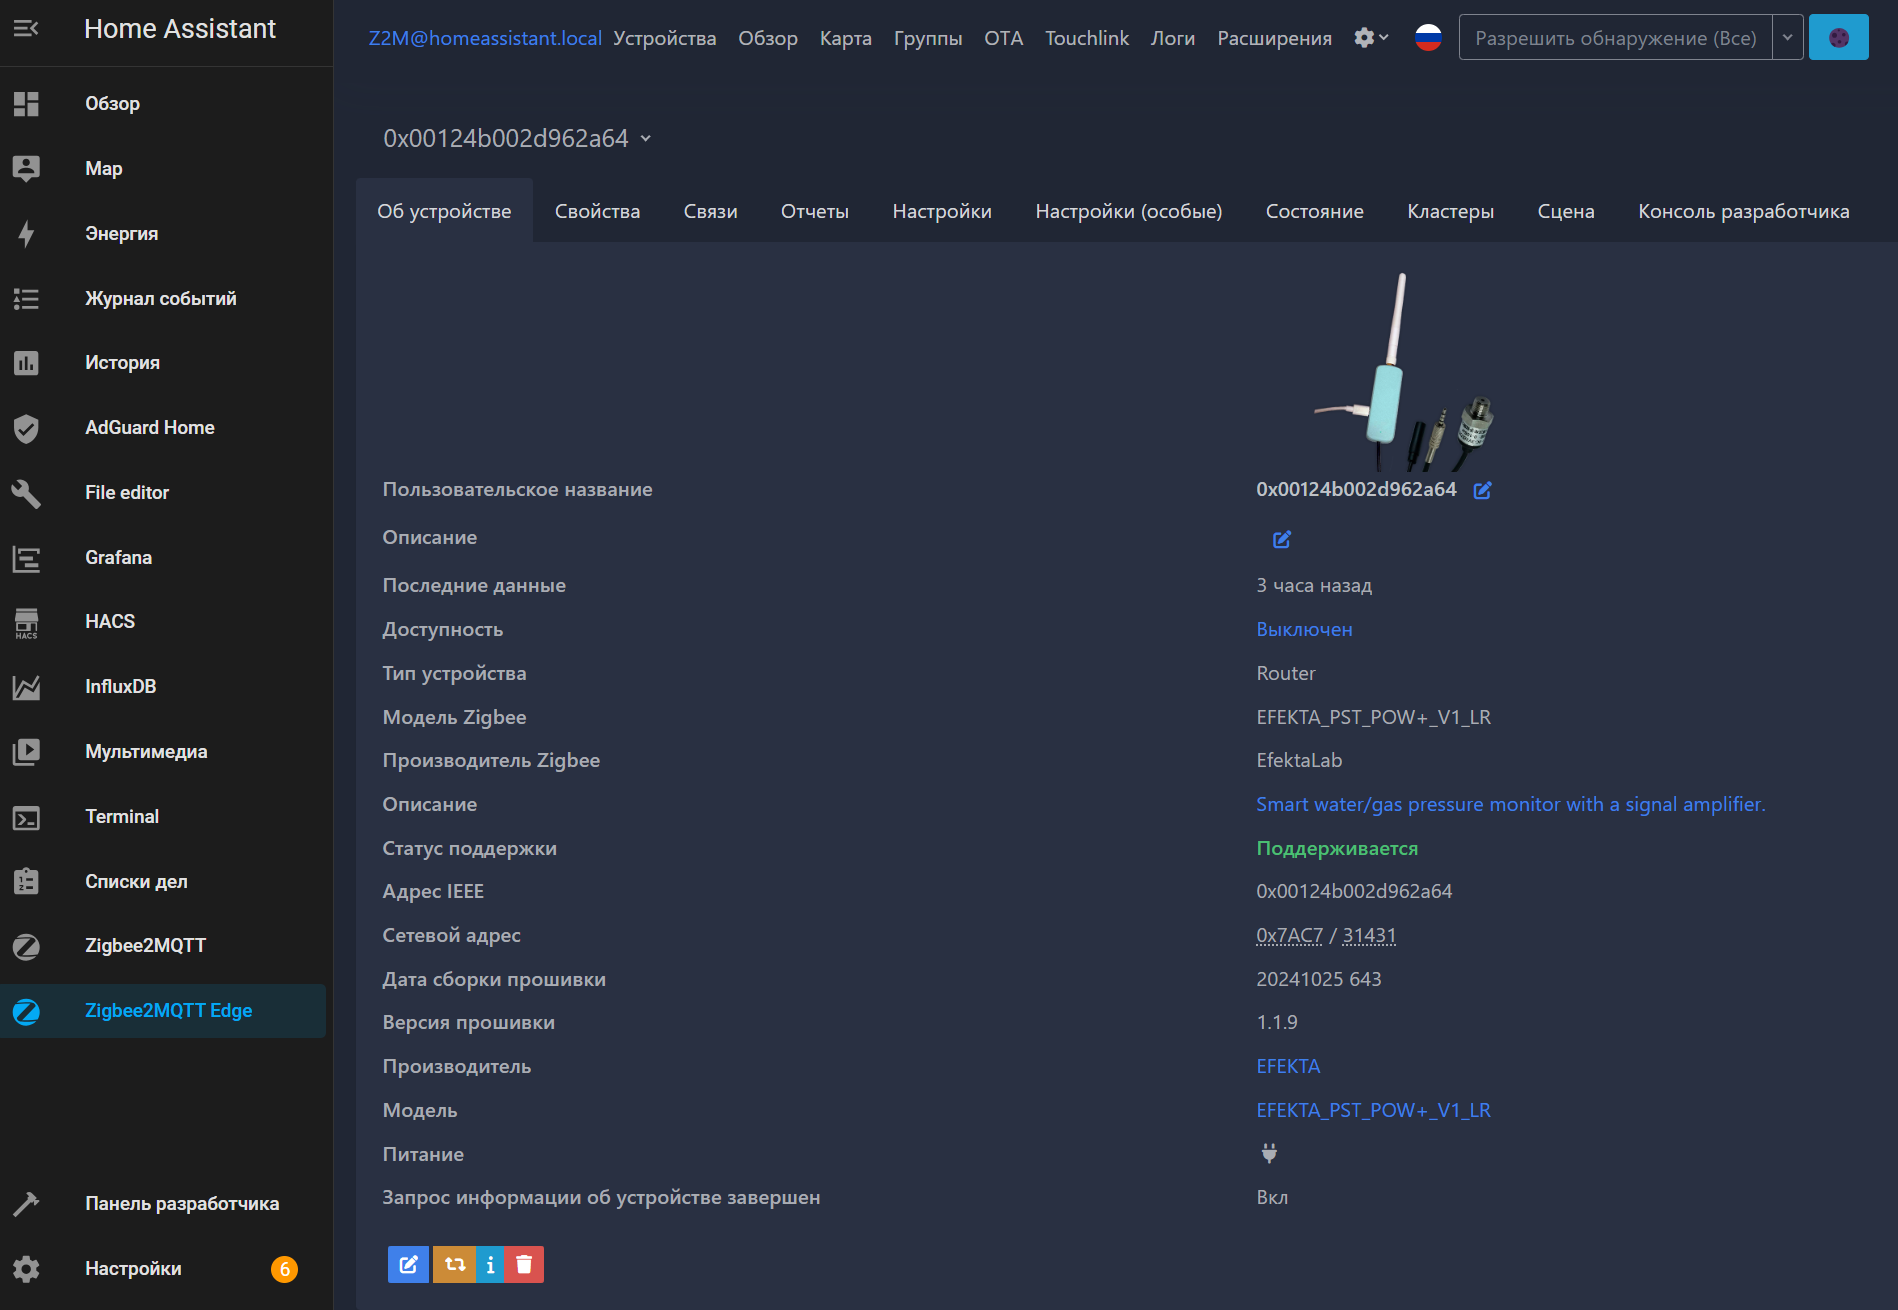 Home Assistant
Обзор
Map
Энергия
Журнал событий
История
AdGuard Home
File editor
Grafana
HACS
HACS
InfluxDB
Мультимедиа
Terminal
Списки дел
Zigbee2MQTT
Zigbee2MQTT Edge
Панель разработчика
Настройки 6
Z2M@homeassistant.local Устройства Обзор Карта Группы OTA Touchlink Логи Расширения Разрешить обнаружение (Все)
0x00124b002d962a64
Об устройстве Свойства Связи Отчеты Настройки Настройки (особые) Состояние Кластеры Сцена Консоль разработчика
Пользовательское название 0x00124b002d962a64
Описание
Последние данные 3 часа назад
Доступность Выключен
Тип устройства Router
Модель Zigbee EFEKTA_PST_POW+_V1_LR
Производитель Zigbee EfektaLab
Описание Smart water/gas pressure monitor with a signal amplifier.
Статус поддержки Поддерживается
Адрес IEEE 0x00124b002d962a64
Сетевой адрес 0x7AC7 / 31431
Дата сборки прошивки 20241025 643
Версия прошивки 1.1.9
Производитель EFEKTA
Модель EFEKTA_PST_POW+_V1_LR
Питание
Запрос информации об устройстве завершен Вкл